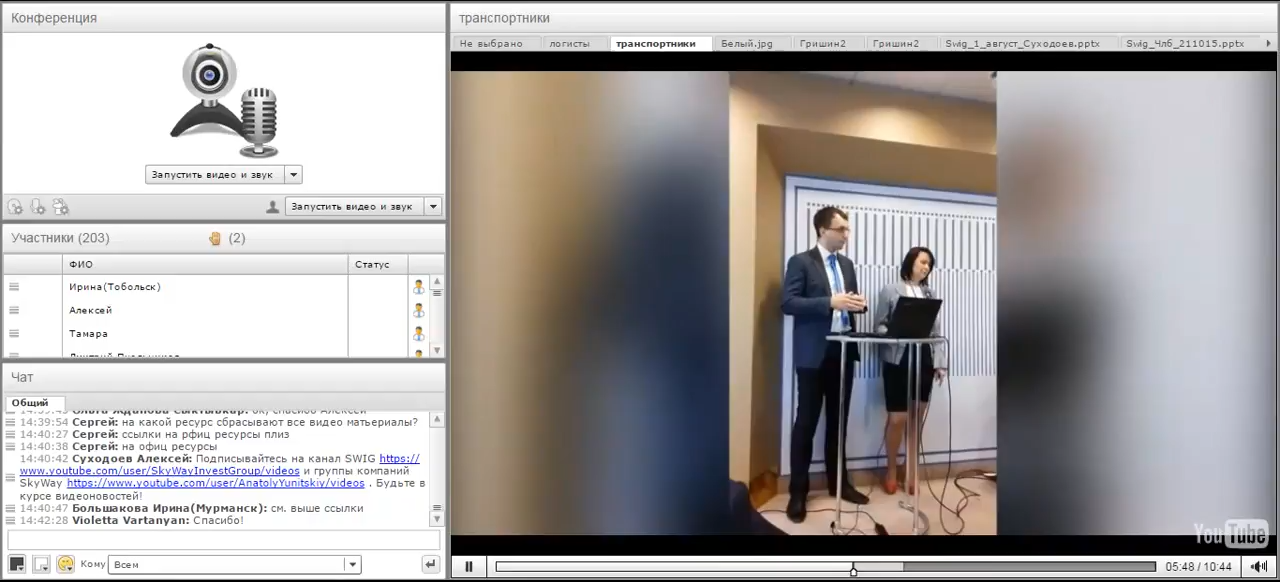 Конференция
Запустить видео и звук
Запустить видео и звук
Участники (203)
(2)
ФИО
Статус
Ирина(Тобольск)
Алексей
Тамара
Чат
Общий
14:39:54 Сергей: на какой ресурс сбрасывают все видео матьериалы?
14:40:27 Сергей: ссылки на рфиц ресурсы плиз
14:40:38 Сергей: на офиц ресурсы
14:40:42 Суходоев Алексей: Подписывайтесь на канал SWIG https://
www.youtube.com/user/SkyWayInvestGroup/videos и группы компаний
SkyWay https://www.youtube.com/user/AnatolyYunitskiy/videos . Будьте в
курсе видеоновостей!
14:40:47 Большакова Ирина(Мурманск): см. выше ссылки
14:42:28 Violetta Vartanyan: Спасибо!
Кому
Всем
транспортники
Не выбрано
логисты
транспортники
Белый.jpg
Гришин2
Гришин2
Swig_1_август_Суходоев.pptx
Swig_Члб_211015.pptx
YouTube
05:48 / 10:44